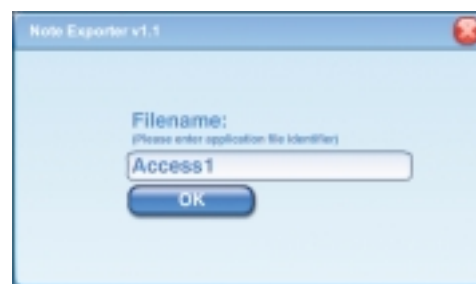 Note Exporter v1.1
Filename:
(Please enter application file identifier)
Access1
OK